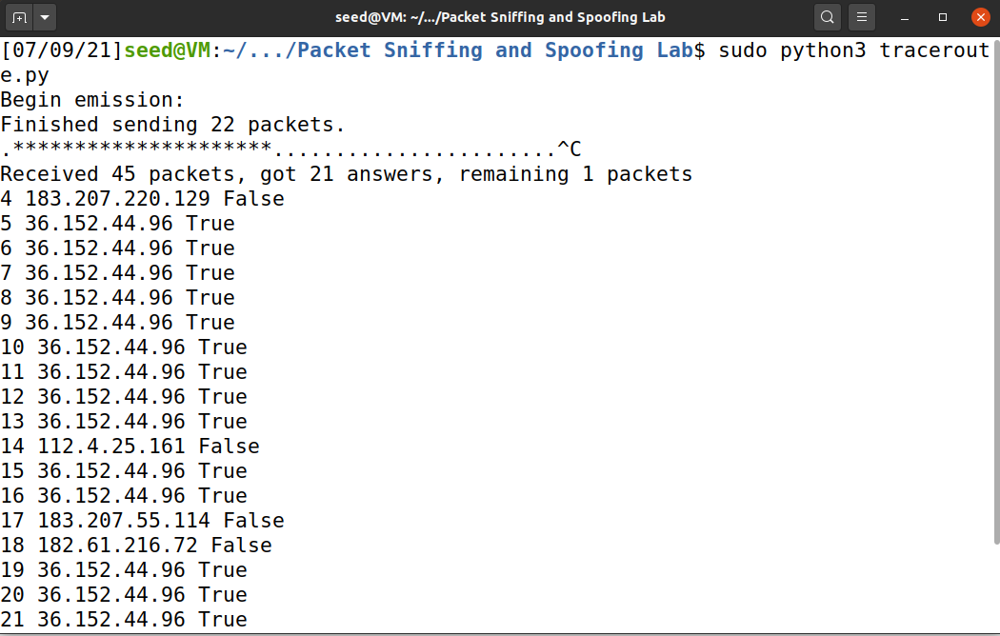 seed@VM: ~/.../Packet Sniffing and Spoofing Lab
[07/09/21]seed@VM:~/.../Packet Sniffing and Spoofing Lab$ sudo python3 tracerout
e.py
Begin emission:
Finished sending 22 packets.
.*********************.......................^C
Received 45 packets, got 21 answers, remaining 1 packets
4 183.207.220.129 False
5 36.152.44.96 True
6 36.152.44.96 True
7 36.152.44.96 True
8 36.152.44.96 True
9 36.152.44.96 True
10 36.152.44.96 True
11 36.152.44.96 True
12 36.152.44.96 True
13 36.152.44.96 True
14 112.4.25.161 False
15 36.152.44.96 True
16 36.152.44.96 True
17 183.207.55.114 False
18 182.61.216.72 False
19 36.152.44.96 True
20 36.152.44.96 True
21 36.152.44.96 True